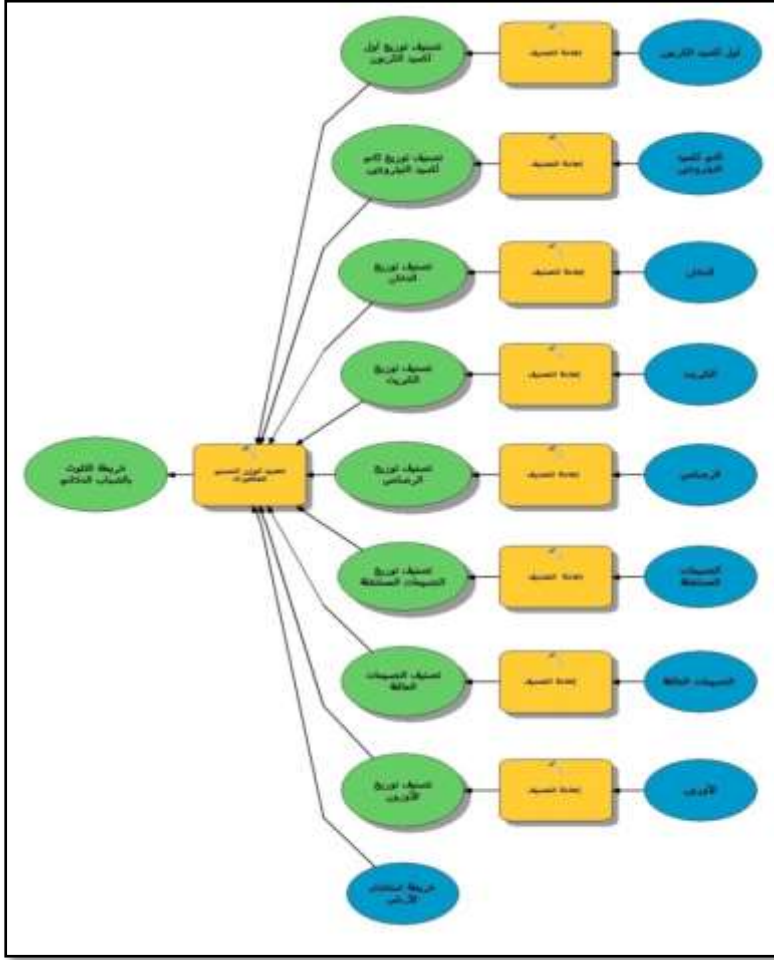 أول أكسيد الكربون
إعادة التصنيف
تصنيف توزيع أول
أكسيد الكربون
ثاني أكسيد
النيتروجين
إعادة التصنيف
تصنيف توزيع ثاني
أكسيد النيتروجين
الدخان
إعادة التصنيف
تصنيف توزيع
الدخان
الكبريت
إعادة التصنيف
تصنيف توزيع
الكبريت
الرصاص
إعادة التصنيف
تصنيف توزيع
الرصاص
خريطة التلوث
بالضباب الدخاني
الجسيمات
المستنشقة
إعادة التصنيف
تصنيف توزيع
الجسيمات المستنشقة
الجسيمات العالقة
إعادة التصنيف
تصنيف الجسيمات
العالقة
الأوزون
إعادة التصنيف
تصنيف توزيع
الأوزون
خريطة استخدام
الأراضي